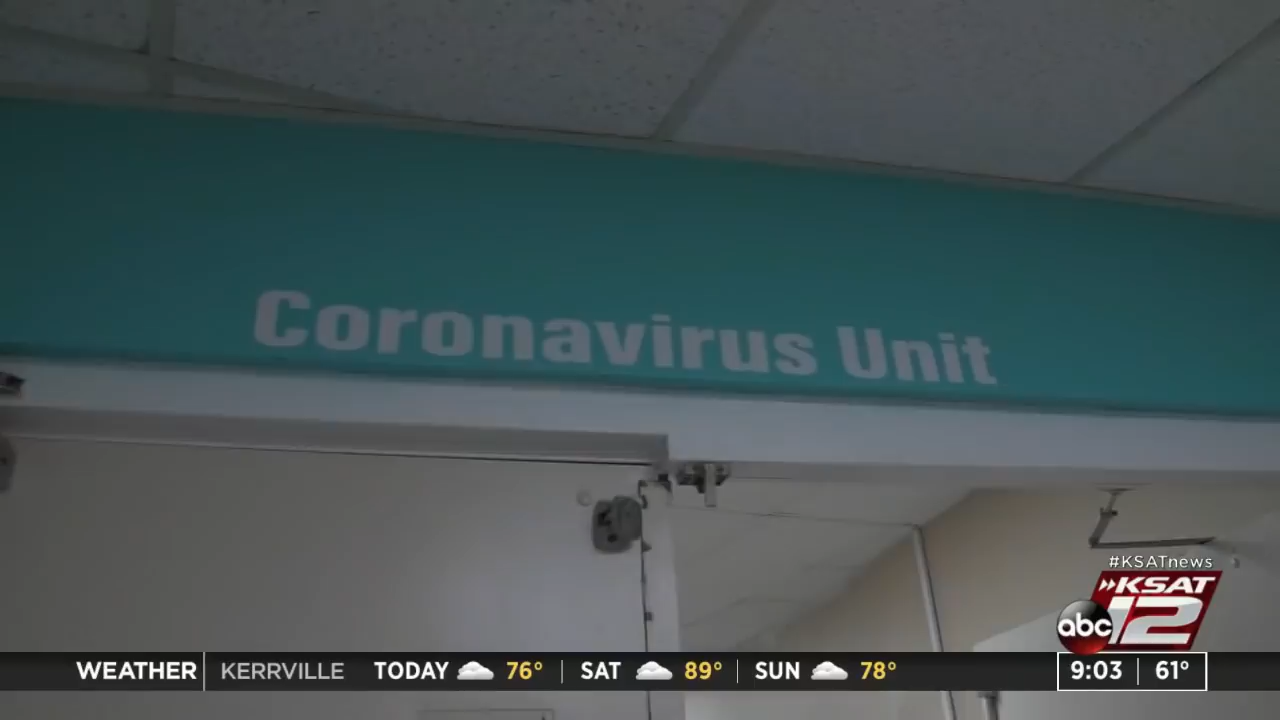 Coronavirus Unit
#KSATnews
KSAT
abc 12
WEATHER KERRVILLE TODAY 76° SAT 89° SUN 78° 9:03 61°